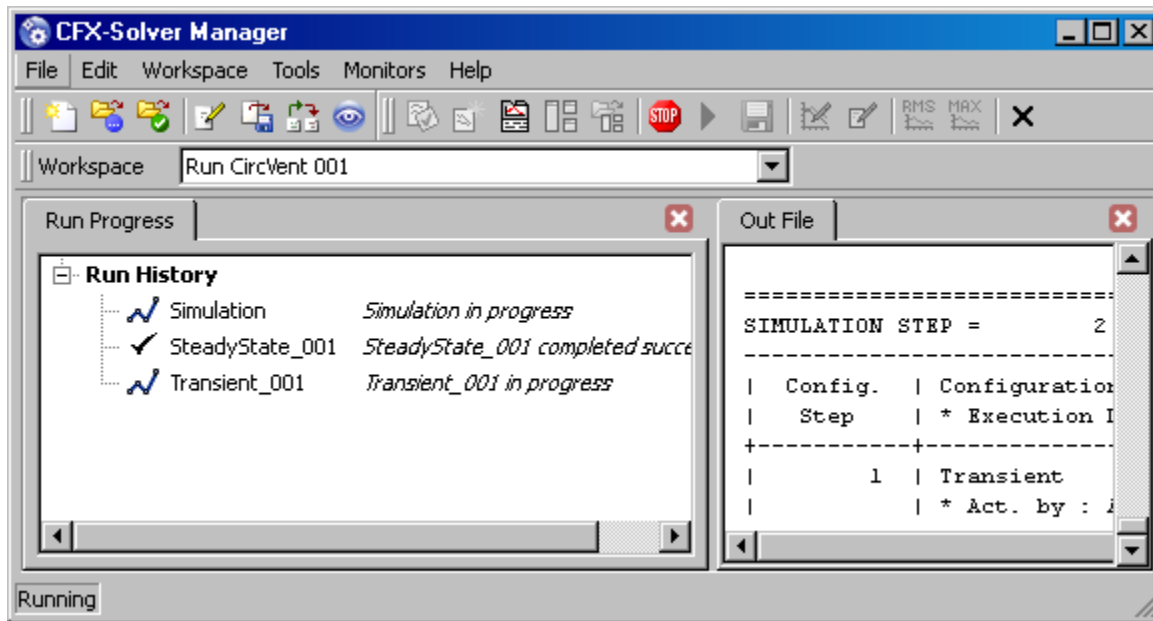 CFX-Solver Manager
File Edit Workspace Tools Monitors Help
STOP RMS MAX
Workspace Run CircVent 001
Run Progress
Run History
Simulation Simulation in progress
SteadyState_001 SteadyState_001 completed succe
Transient_001 Transient_001 in progress
Out File
============================
SIMULATION STEP = 2
----------------------------
| Config. | Configuration
| Step | * Execution
+-----------+---------------
| 1 | Transient
| | * Act. by :
Running